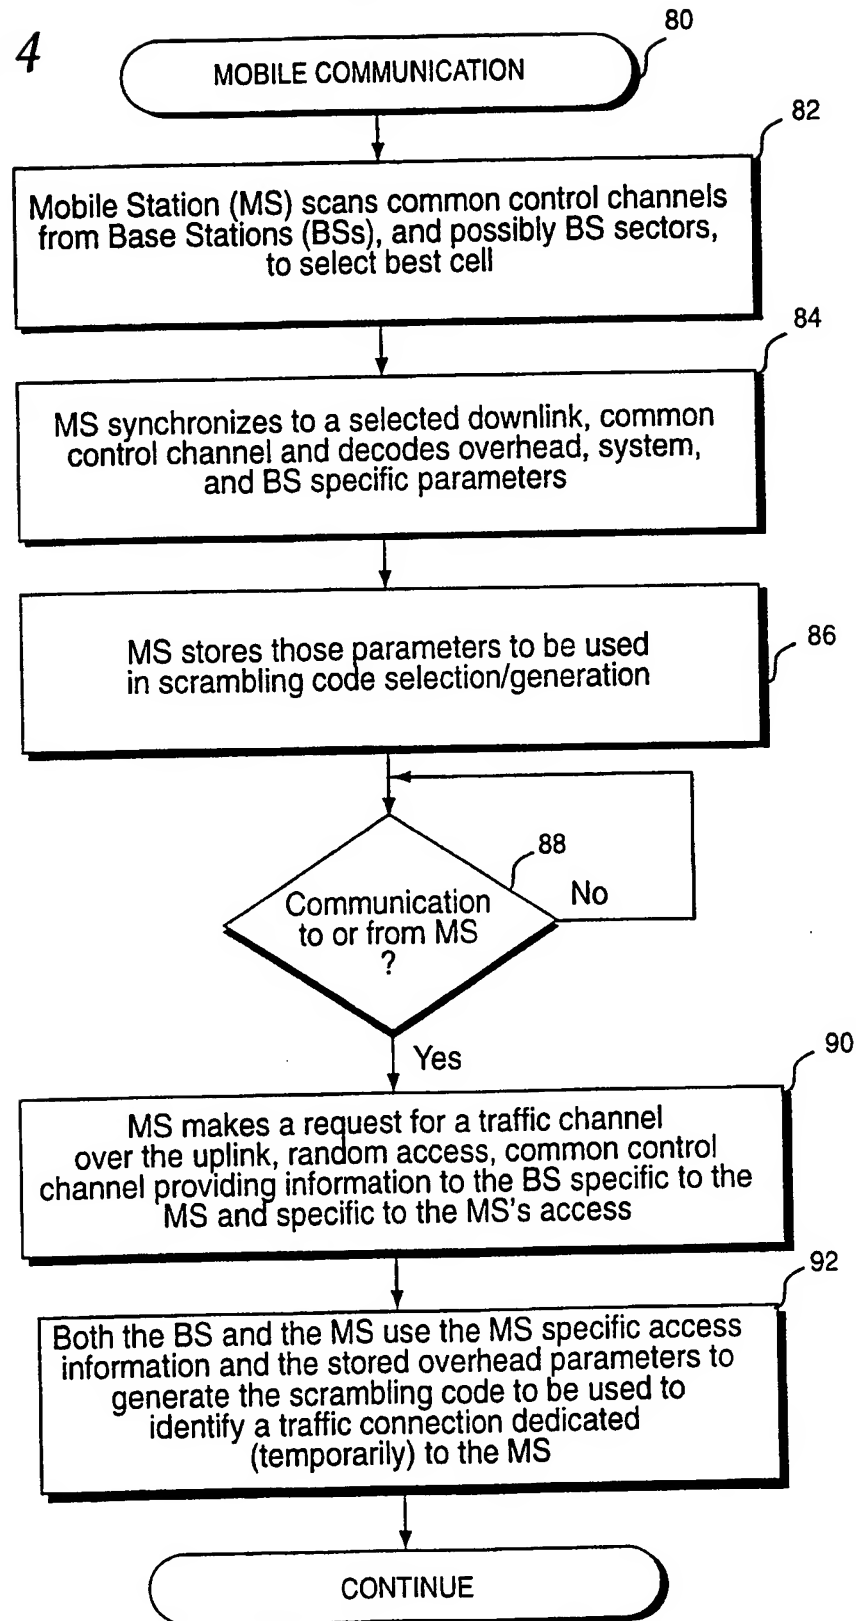 4
80
MOBILE COMMUNICATION
82
Mobile Station (MS) scans common control channels
from Base Stations (BSs), and possibly BS sectors,
to select best cell
84
MS synchronizes to a selected downlink, common
control channel and decodes overhead, system,
and BS specific parameters
86
MS stores those parameters to be used
in scrambling code selection/generation
88
Communication
to or from MS
?
No
Yes
90
MS makes a request for a traffic channel
over the uplink, random access, common control
channel providing information to the BS specific to the
MS and specific to the MS's access
92
Both the BS and the MS use the MS specific access
information and the stored overhead parameters to
generate the scrambling code to be used to
identify a traffic connection dedicated
(temporarily) to the MS
CONTINUE